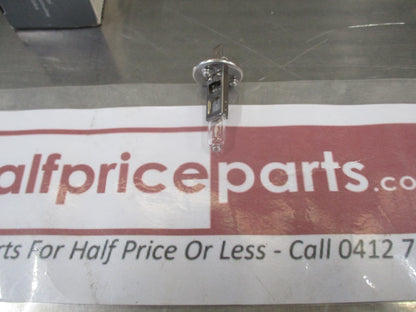 alfpriceparts.co
rts For Half Price Or Less - Call 0412 7